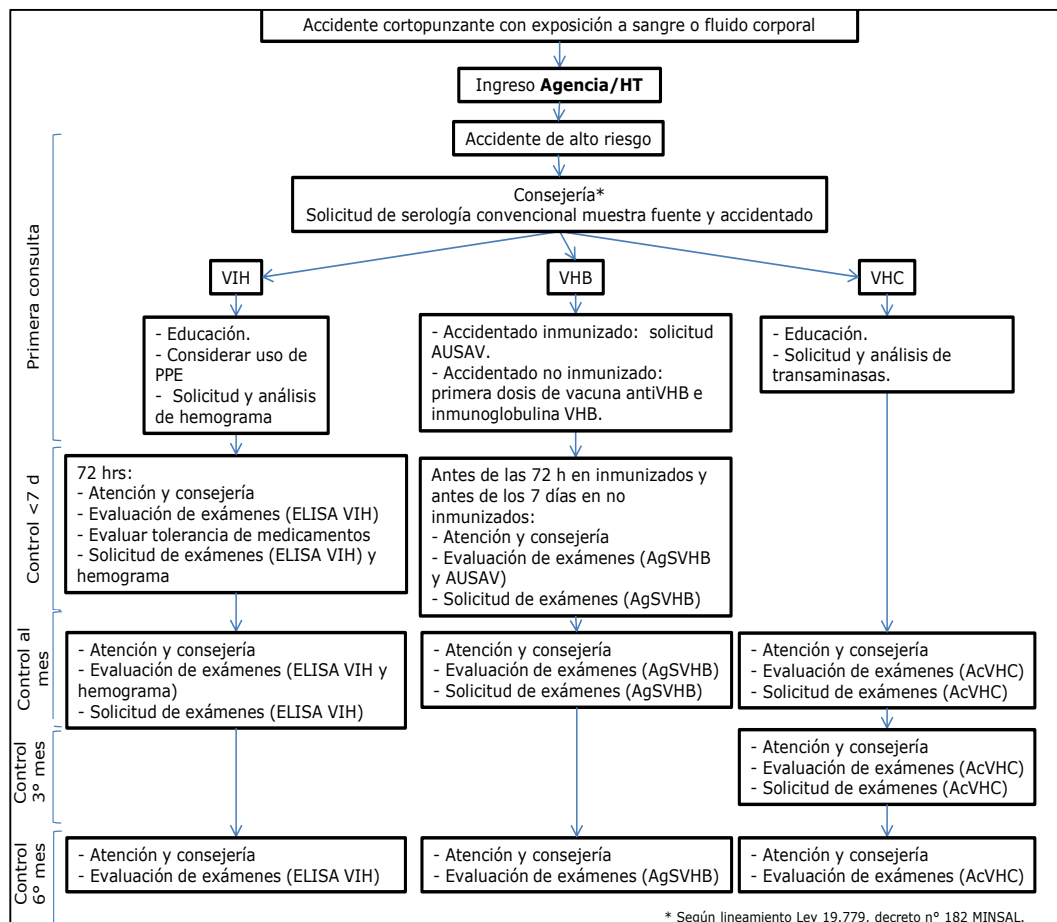 Accidente cortopunzante con exposición a sangre o fluido corporal
Ingreso Agencia/HT
Accidente de alto riesgo
Consejería*
Solicitud de serología convencional muestra fuente y accidentado
Primera consulta
VIH
VHB
VHC
- Educación.
- Considerar uso de
PPE
- Solicitud y análisis
de hemograma
- Accidentado inmunizado: solicitud
AUSAV.
- Accidentado no inmunizado:
primera dosis de vacuna antiVHB e
inmunoglobulina VHB.
- Educación.
- Solicitud y análisis de
transaminasas.
Control <7 d
72 hrs:
- Atención y consejería
- Evaluación de exámenes (ELISA VIH)
- Evaluar tolerancia de medicamentos
- Solicitud de exámenes (ELISA VIH) y
hemograma
Antes de las 72 h en inmunizados y
antes de los 7 días en no
inmunizados:
- Atención y consejería
- Evaluación de exámenes (AgSVHB
y AUSAV)
- Solicitud de exámenes (AgSVHB)
Control al
mes
- Atención y consejería
- Evaluación de exámenes (ELISA VIH y
hemograma)
- Solicitud de exámenes (ELISA VIH)
- Atención y consejería
- Evaluación de exámenes (AgSVHB)
- Solicitud de exámenes (AgSVHB)
- Atención y consejería
- Evaluación de exámenes (AcVHC)
- Solicitud de exámenes (AcVHC)
Control
3° mes
- Atención y consejería
- Evaluación de exámenes (AcVHC)
- Solicitud de exámenes (AcVHC)
Control
6° mes
- Atención y consejería
- Evaluación de exámenes (ELISA VIH)
- Atención y consejería
- Evaluación de exámenes (AgSVHB)
- Atención y consejería
- Evaluación de exámenes (AcVHC)
* Según lineamiento Ley 19.779, decreto n° 182 MINSAL.